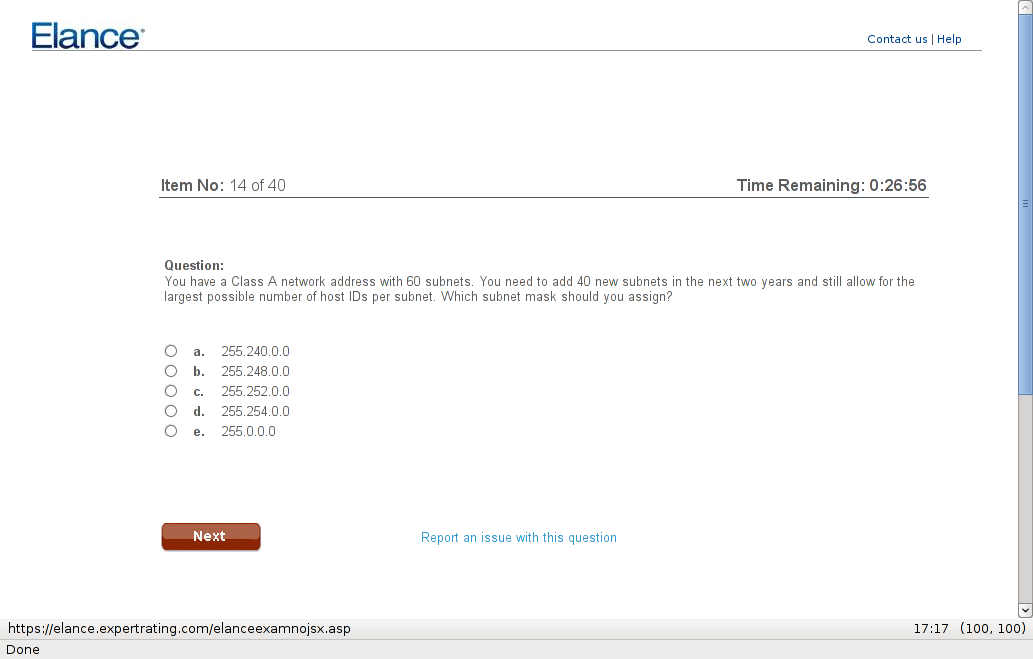 Elance
Contact us | Help
Item No: 14 of 40
Time Remaining: 0:26:56
Question:
You have a Class A network address with 60 subnets. You need to add 40 new subnets in the next two years and still allow for the
largest possible number of host IDs per subnet. Which subnet mask should you assign?
a. 255.240.0.0
b. 255.248.0.0
c. 255.252.0.0
d. 255.254.0.0
e. 255.0.0.0
Next
Report an issue with this question
https://elance.expertrating.com/elanceexamnojsx.asp
17:17 (100, 100)
Done